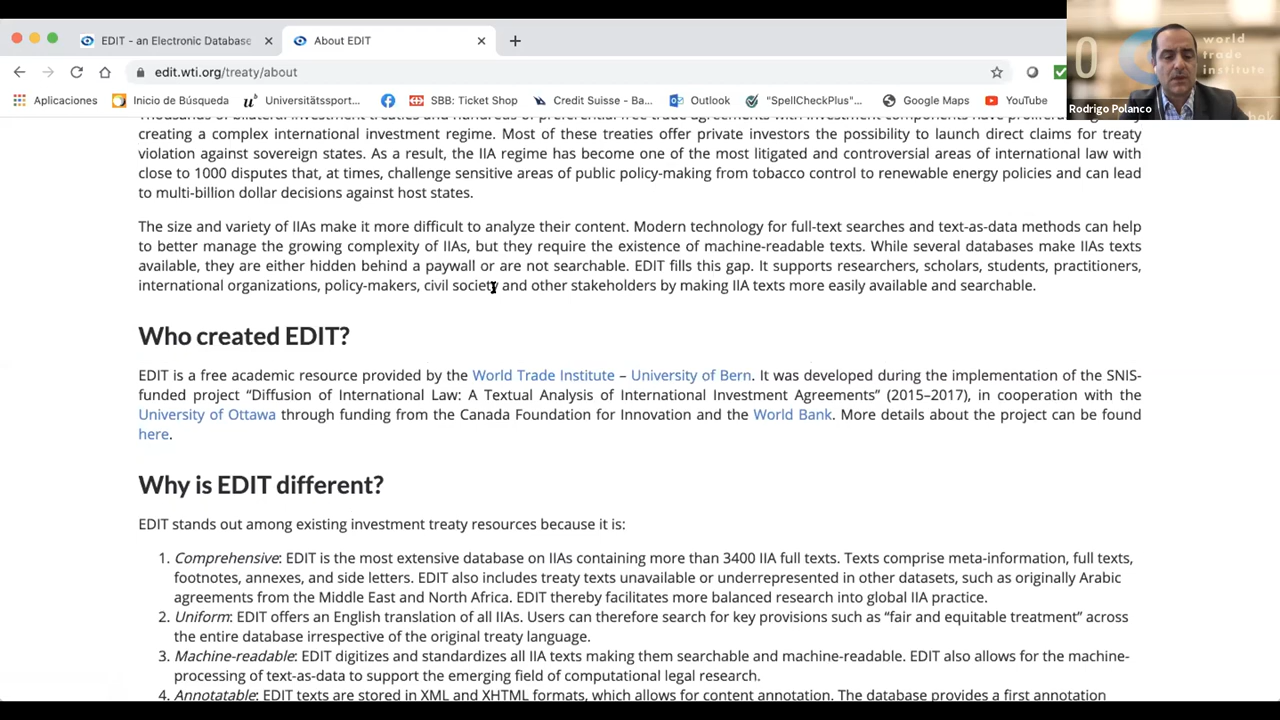 EDIT - an Electronic Database
About EDIT
edit.wti.org/treaty/about
Aplicaciones
Inicio de Búsqueda
Universitätssport...
SBB: Ticket Shop
Credit Suisse - Ba...
Outlook
"SpellCheckPlus"...
Google Maps
YouTube
world
trade
institute
Rodrigo Polanco
Thousands of bilateral investment treaties and hundreds of preferential free trade agreements with investment components have
creating a complex international investment regime. Most of these treaties offer private investors the possibility to launch direct claims for treaty
violation against sovereign states. As a result, the IIA regime has become one of the most litigated and controversial areas of international law with
close to 1000 disputes that, at times, challenge sensitive areas of public policy-making from tobacco control to renewable energy policies and can lead
to multi-billion dollar decisions against host states.
The size and variety of IIAs make it more difficult to analyze their content. Modern technology for full-text searches and text-as-data methods can help
to better manage the growing complexity of IIAs, but they require the existence of machine-readable texts. While several databases make IIAs texts
available, they are either hidden behind a paywall or are not searchable. EDIT fills this gap. It supports researchers, scholars, students, practitioners,
international organizations, policy-makers, civil society and other stakeholders by making IIA texts more easily available and searchable.
Who created EDIT?
EDIT is a free academic resource provided by the World Trade Institute – University of Bern. It was developed during the implementation of the SNIS-
funded project “Diffusion of International Law: A Textual Analysis of International Investment Agreements” (2015–2017), in cooperation with the
University of Ottawa through funding from the Canada Foundation for Innovation and the World Bank. More details about the project can be found
here.
Why is EDIT different?
EDIT stands out among existing investment treaty resources because it is:
1. Comprehensive: EDIT is the most extensive database on IIAs containing more than 3400 IIA full texts. Texts comprise meta-information, full texts,
footnotes, annexes, and side letters. EDIT also includes treaty texts unavailable or underrepresented in other datasets, such as originally Arabic
agreements from the Middle East and North Africa. EDIT thereby facilitates more balanced research into global IIA practice.
2. Uniform: EDIT offers an English translation of all IIAs. Users can therefore search for key provisions such as “fair and equitable treatment” across
the entire database irrespective of the original treaty language.
3. Machine-readable: EDIT digitizes and standardizes all IIA texts making them searchable and machine-readable. EDIT also allows for the machine-
processing of text-as-data to support the emerging field of computational legal research.
4. Annotatable: EDIT texts are stored in XML and XHTML formats, which allows for content annotation. The database provides a first annotation